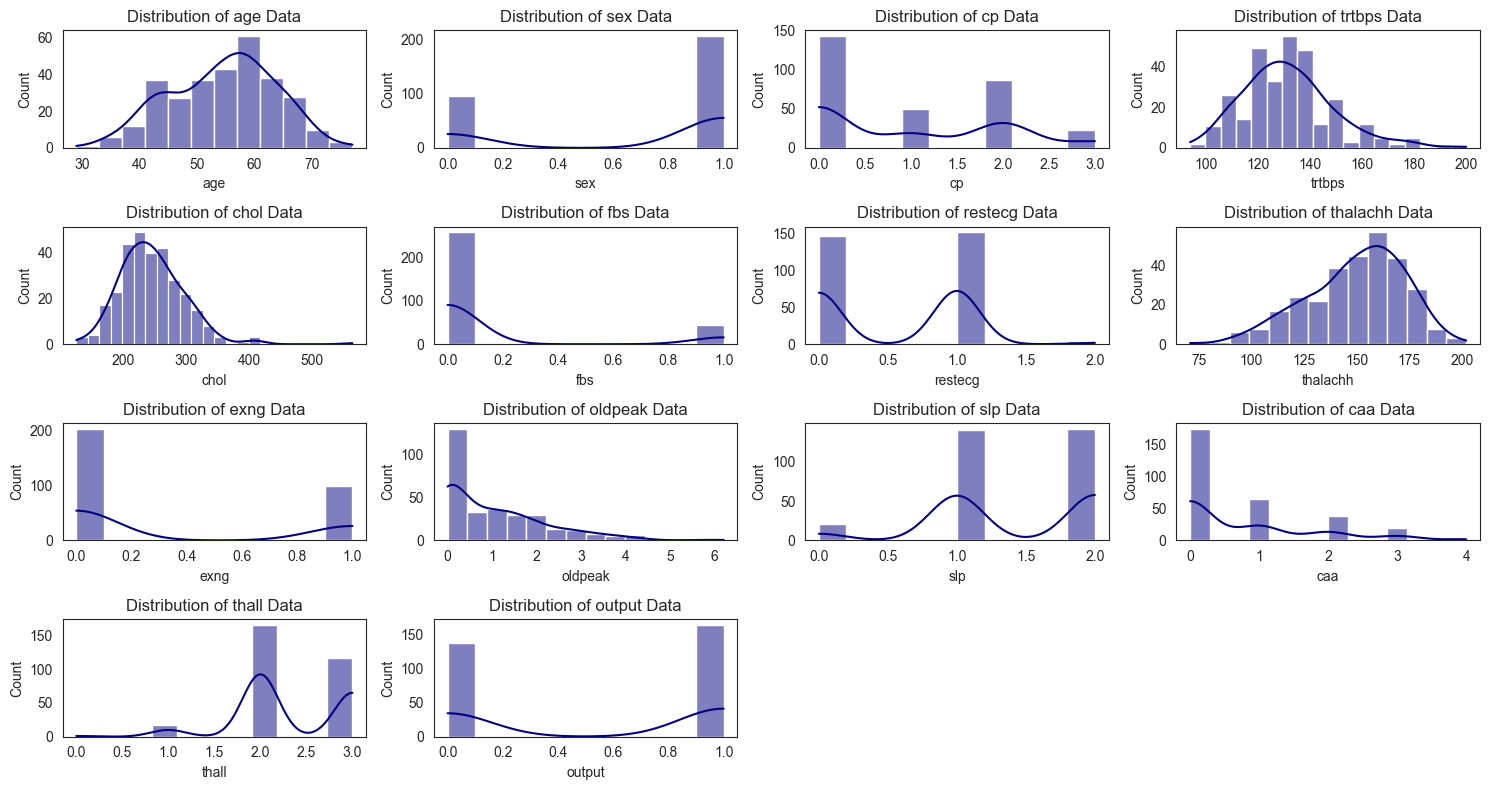 Distribution of age Data
Count
60
40
20
0
30 40 50 60 70
age
Distribution of sex Data
Count
200
100
0
0.0 0.2 0.4 0.6 0.8 1.0
sex
Distribution of cp Data
Count
150
100
50
0
0.0 0.5 1.0 1.5 2.0 2.5 3.0
cp
Distribution of trtbps Data
Count
40
20
0
100 120 140 160 180 200
trtbps
Distribution of chol Data
Count
40
20
0
200 300 400 500
chol
Distribution of fbs Data
Count
200
100
0
0.0 0.2 0.4 0.6 0.8 1.0
fbs
Distribution of restecg Data
Count
150
100
50
0
0.0 0.5 1.0 1.5 2.0
restecg
Distribution of thalachh Data
Count
40
20
0
75 100 125 150 175 200
thalachh
Distribution of exng Data
Count
200
100
0
0.0 0.2 0.4 0.6 0.8 1.0
exng
Distribution of oldpeak Data
Count
100
50
0
0 1 2 3 4 5 6
oldpeak
Distribution of slp Data
Count
100
50
0
0.0 0.5 1.0 1.5 2.0
slp
Distribution of caa Data
Count
150
100
50
0
0 1 2 3 4
caa
Distribution of thall Data
Count
150
100
50
0
0.0 0.5 1.0 1.5 2.0 2.5 3.0
thall
Distribution of output Data
Count
150
100
50
0
0.0 0.2 0.4 0.6 0.8 1.0
output